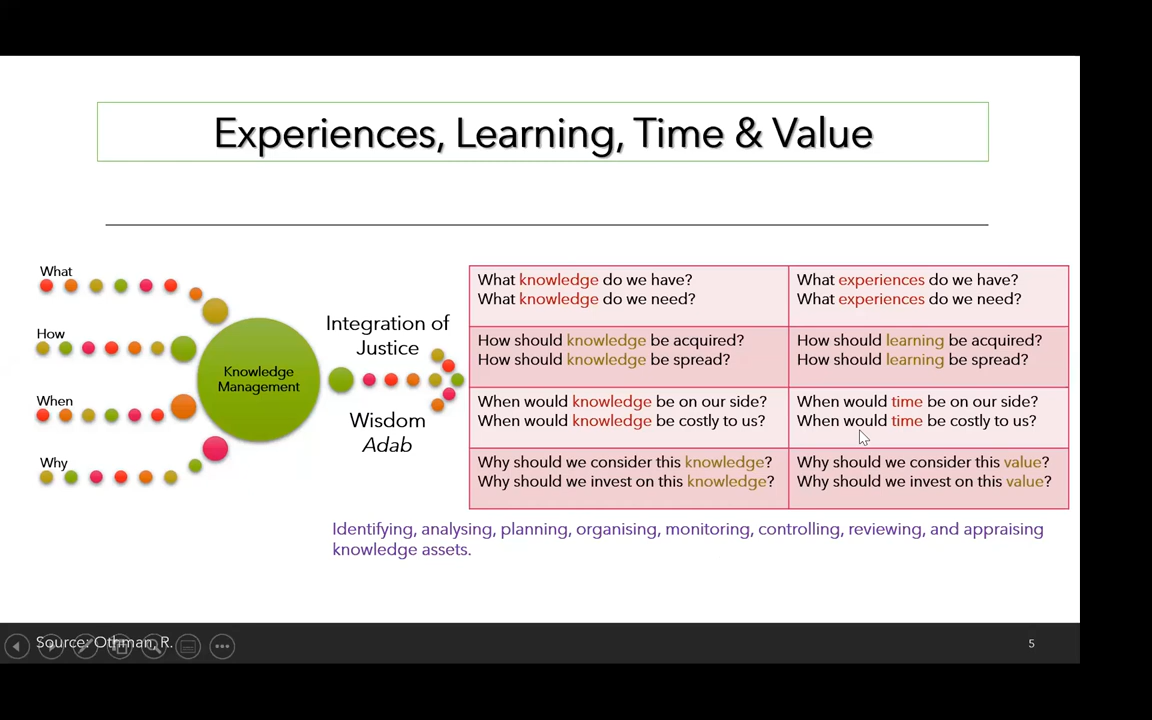 Experiences, Learning, Time & Value
What
How
When
Why
Knowledge
Management
Integration of
Justice
Wisdom
Adab
What knowledge do we have?
What knowledge do we need?
What experiences do we have?
What experiences do we need?
How should knowledge be acquired?
How should knowledge be spread?
How should learning be acquired?
How should learning be spread?
When would knowledge be on our side?
When would knowledge be costly to us?
When would time be on our side?
When would time be costly to us?
Why should we consider this knowledge?
Why should we invest on this knowledge?
Why should we consider this value?
Why should we invest on this value?
Identifying, analysing, planning, organising, monitoring, controlling, reviewing, and appraising
knowledge assets.
Source: Othman, R.
5